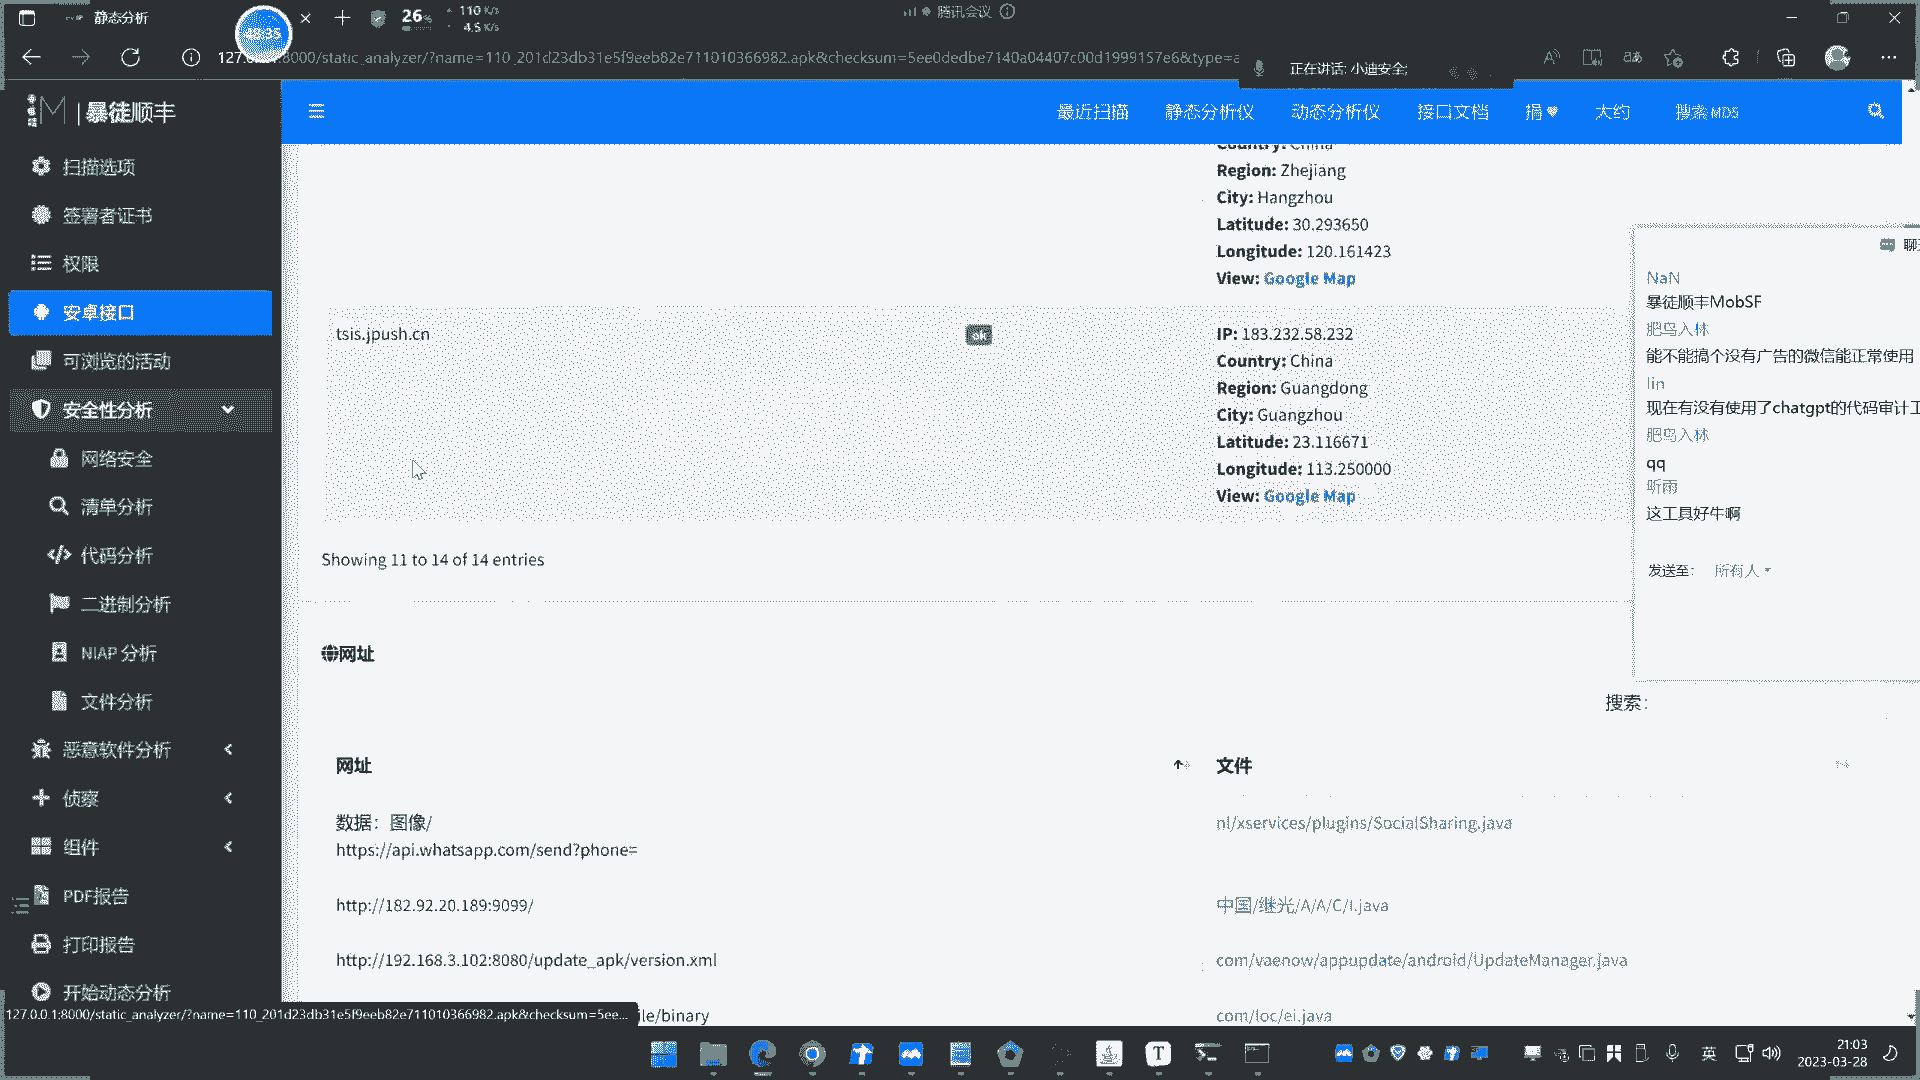 静态分析
26%
110 K/s
4.5 K/s
腾讯会议
48:35
127.0.0.1:8000/static_analyzer/?name=110_201d23db31e5f9eeb82e711010366982.apk&checksum=5ee0dedbe7140a04407c00d1999157e6&type=a
正在讲话: 小迪安全;
暴徒顺丰
最近扫描
静态分析仪
动态分析仪
接口文档
捐
大约
搜索 MD5
扫描选项
签署者证书
权限
安卓接口
可浏览的活动
安全性分析
网络安全
清单分析
代码分析
二进制分析
NIAP 分析
文件分析
恶意软件分析
侦察
组件
PDF报告
打印报告
开始动态分析
Country: China
Region: Zhejiang
City: Hangzhou
Latitude: 30.293650
Longitude: 120.161423
View: Google Map
tsis.jpush.cn
ok
IP: 183.232.58.232
Country: China
Region: Guangdong
City: Guangzhou
Latitude: 23.116671
Longitude: 113.250000
View: Google Map
Showing 11 to 14 of 14 entries
网址
搜索:
网址
文件
数据：图像/
https://api.whatsapp.com/send?phone=
nl/xservices/plugins/SocialSharing.java
http://182.92.20.189:9099/
中国/继光/A/A/C/I.java
http://192.168.3.102:8080/update_apk/version.xml
com/vaenow/appupdate/android/UpdateManager.java
ile/binary
com/loc/ei.java
聊
NaN
暴徒顺丰MobSF
肥鸟入林
能不能搞个没有广告的微信能正常使用
lin
现在有没有使用了chatgpt的代码审计工
肥鸟入林
qq
听雨
这工具好牛啊
发送至:
所有人
127.0.0.1:8000/static_analyzer/?name=110_201d23db31e5f9eeb82e711010366982.apk&checksum=5ee...
英
21:03
2023-03-28